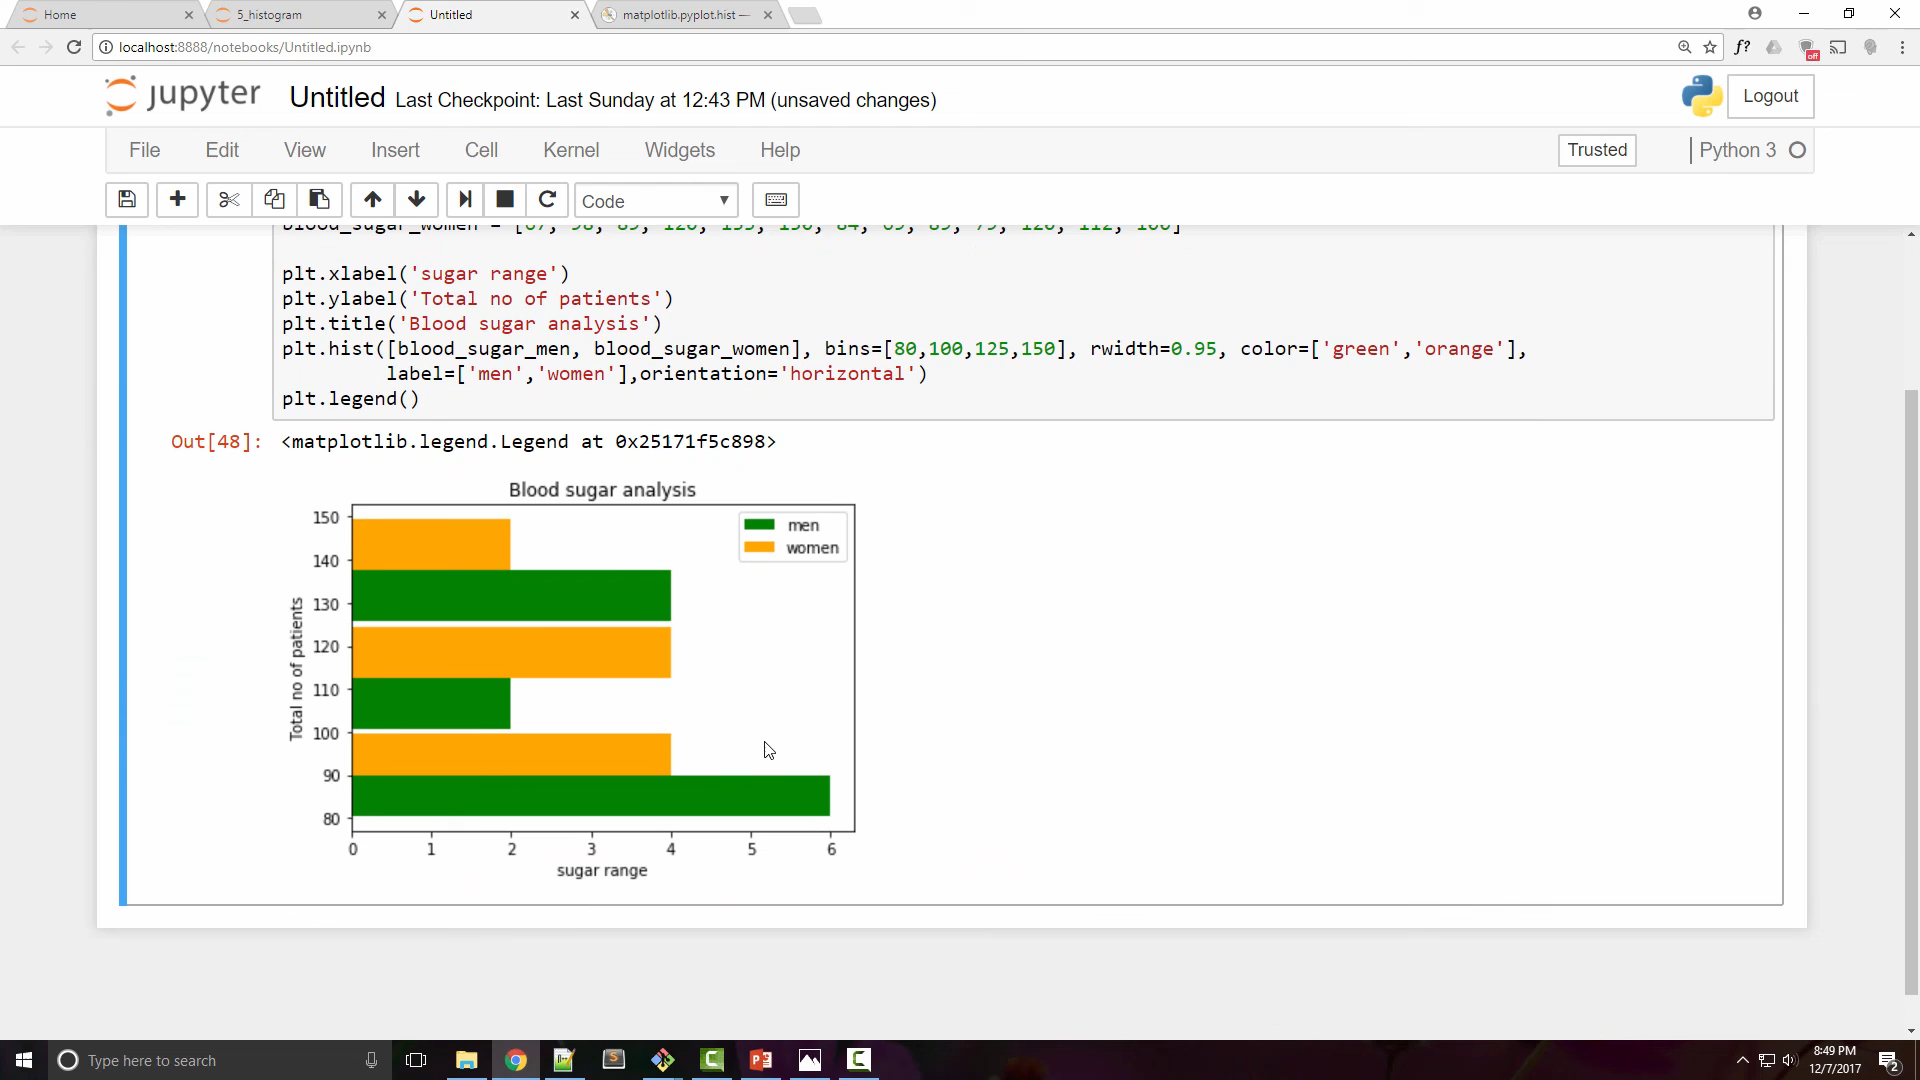 Home
5_histogram
Untitled
matplotlib.pyplot.hist —
localhost:8888/notebooks/Untitled.ipynb
f?
off
jupyter Untitled Last Checkpoint: Last Sunday at 12:43 PM (unsaved changes)
Logout
File Edit View Insert Cell Kernel Widgets Help
Trusted
Python 3
Code
plt.xlabel('sugar range')
plt.ylabel('Total no of patients')
plt.title('Blood sugar analysis')
plt.hist([blood_sugar_men, blood_sugar_women], bins=[80,100,125,150], rwidth=0.95, color=['green','orange'],
label=['men','women'],orientation='horizontal')
plt.legend()
Out[48]: <matplotlib.legend.Legend at 0x25171f5c898>
Blood sugar analysis
men
women
150
140
130
120
110
100
90
80
Total no of patients
0 1 2 3 4 5 6
sugar range
Type here to search
8:49 PM
12/7/2017
2